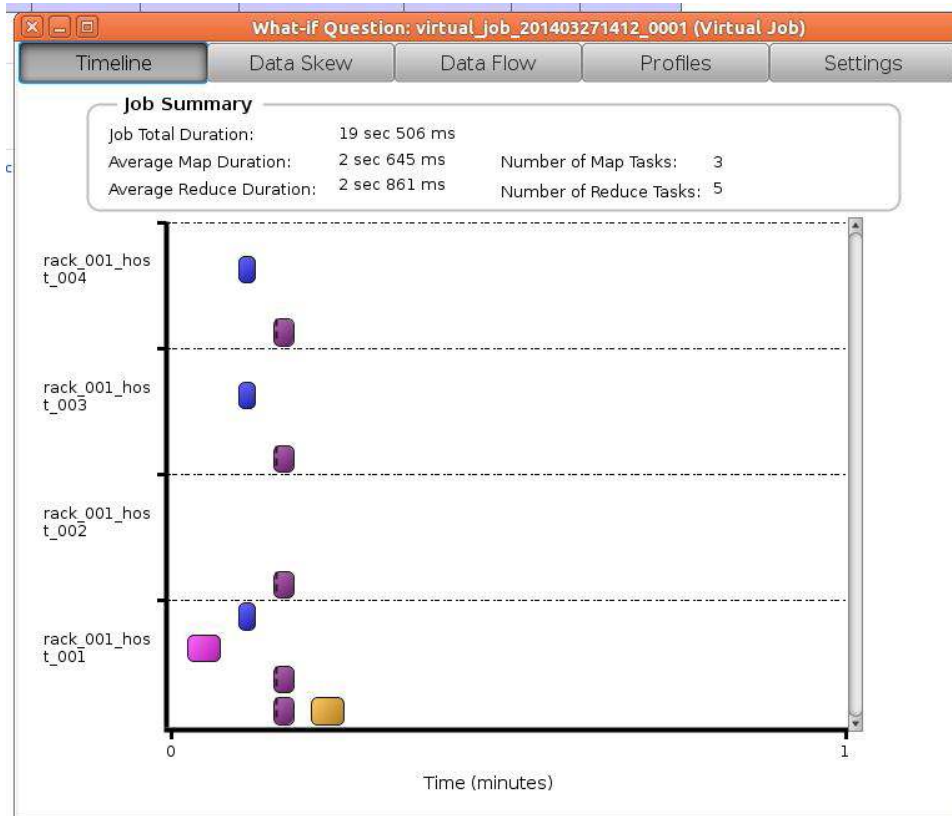 What-if Question: virtual_job_201403271412_0001 (Virtual Job)
Timeline Data Skew Data Flow Profiles Settings
Job Summary
Job Total Duration: 19 sec 506 ms
Average Map Duration: 2 sec 645 ms Number of Map Tasks: 3
Average Reduce Duration: 2 sec 861 ms Number of Reduce Tasks: 5
c
rack_001_hos
t_004
rack_001_hos
t_003
rack_001_hos
t_002
rack_001_hos
t_001
0 1
Time (minutes)